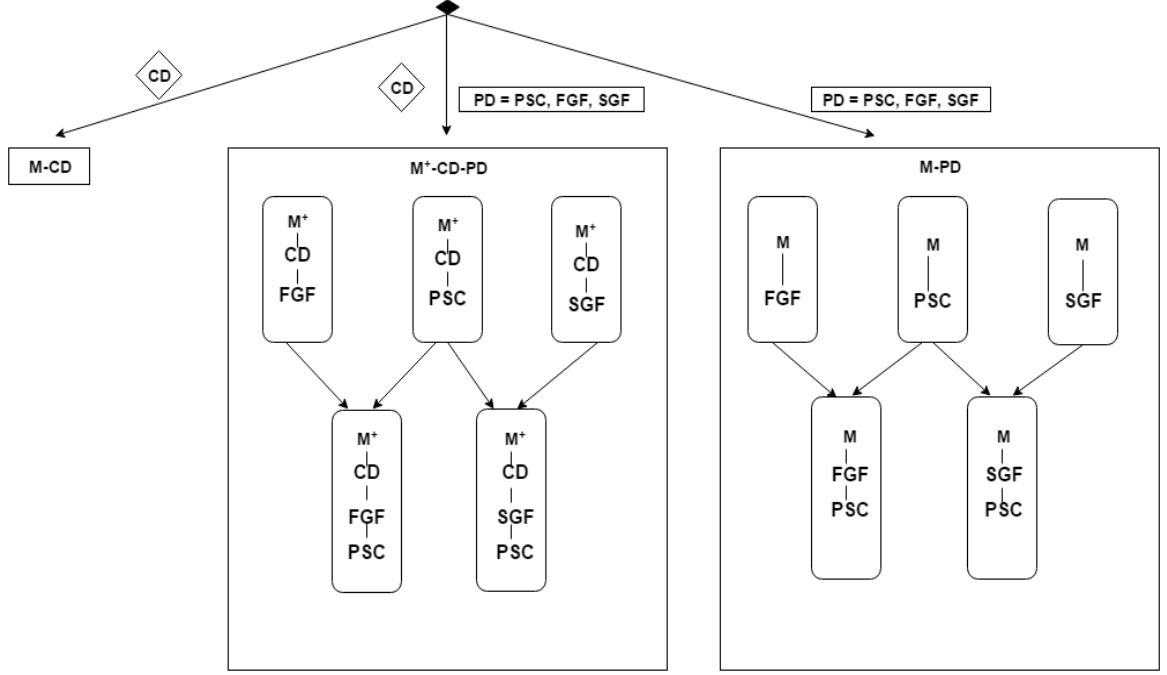 CD
CD
PD = PSC, FGF, SGF
PD = PSC, FGF, SGF
M-CD
M⁺-CD-PD
M⁺
CD
FGF
M⁺
CD
PSC
M⁺
CD
SGF
M⁺
CD
FGF
PSC
M⁺
CD
SGF
PSC
M-PD
M
FGF
M
PSC
M
SGF
M
FGF
PSC
M
SGF
PSC